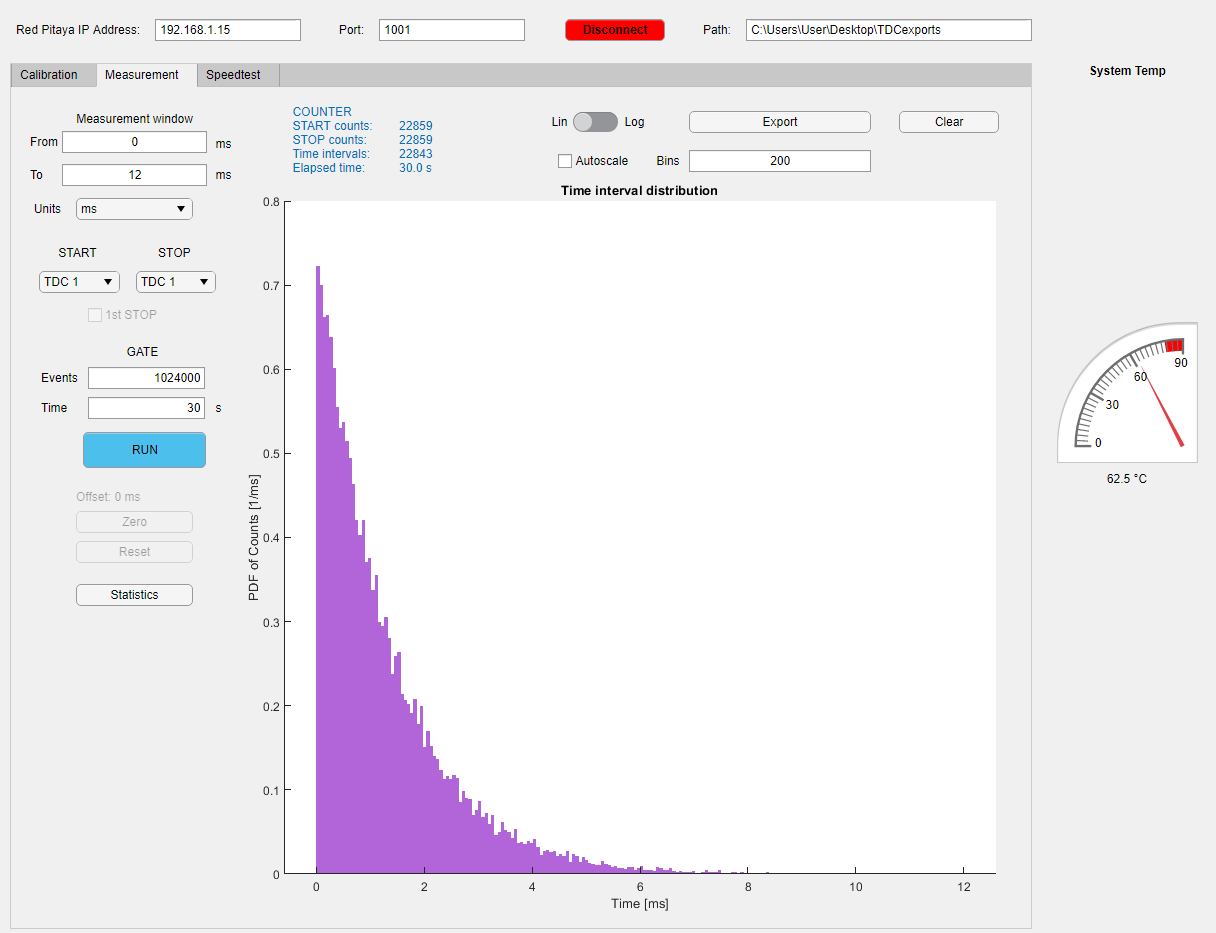 Red Pitaya IP Address: 192.168.1.15 Port: 1001 Disconnect Path: C:\Users\User\Desktop\TDCexports
Calibration Measurement Speedtest
System Temp
Measurement window
From 0 ms
To 12 ms
Units ms
START STOP
TDC 1 TDC 1
1st STOP
GATE
Events 1024000
Time 30 s
RUN
Offset: 0 ms
Zero
Reset
Statistics
COUNTER
START counts: 22859
STOP counts: 22859
Time intervals: 22843
Elapsed time: 30.0 s
Lin Log Export Clear
Autoscale Bins 200
Time interval distribution
0.8
0.7
0.6
0.5
0.4
0.3
0.2
0.1
0
PDF of Counts [1/ms]
0 2 4 6 8 10 12
Time [ms]
0 30 60 90
62.5 °C